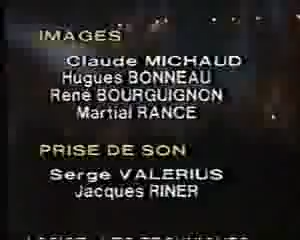 IMAGES
Claude MICHAUD
Hugues BONNEAU
René BOURGUIGNON
Martial RANCE
PRISE DE SON
Serge VALERIUS
Jacques RINER